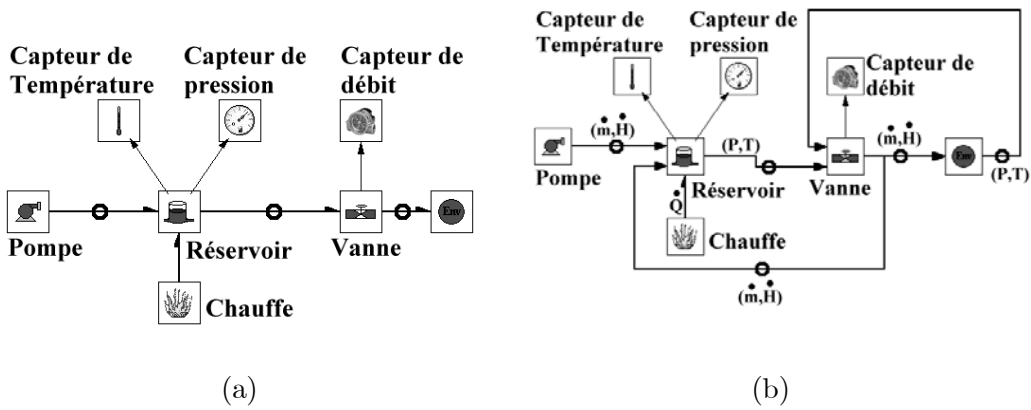 Capteur de
Température
Capteur de
pression
Capteur de
débit
Pompe
Réservoir
Vanne
Env
Chauffe
(a)
Capteur de
Température
Capteur de
pression
Capteur de
débit
(ṁ,Ḣ)
(P,T)
(ṁ,Ḣ)
Env
Pompe
Réservoir
Vanne
(P,T)
Q̇
Chauffe
(ṁ,Ḣ)
(b)